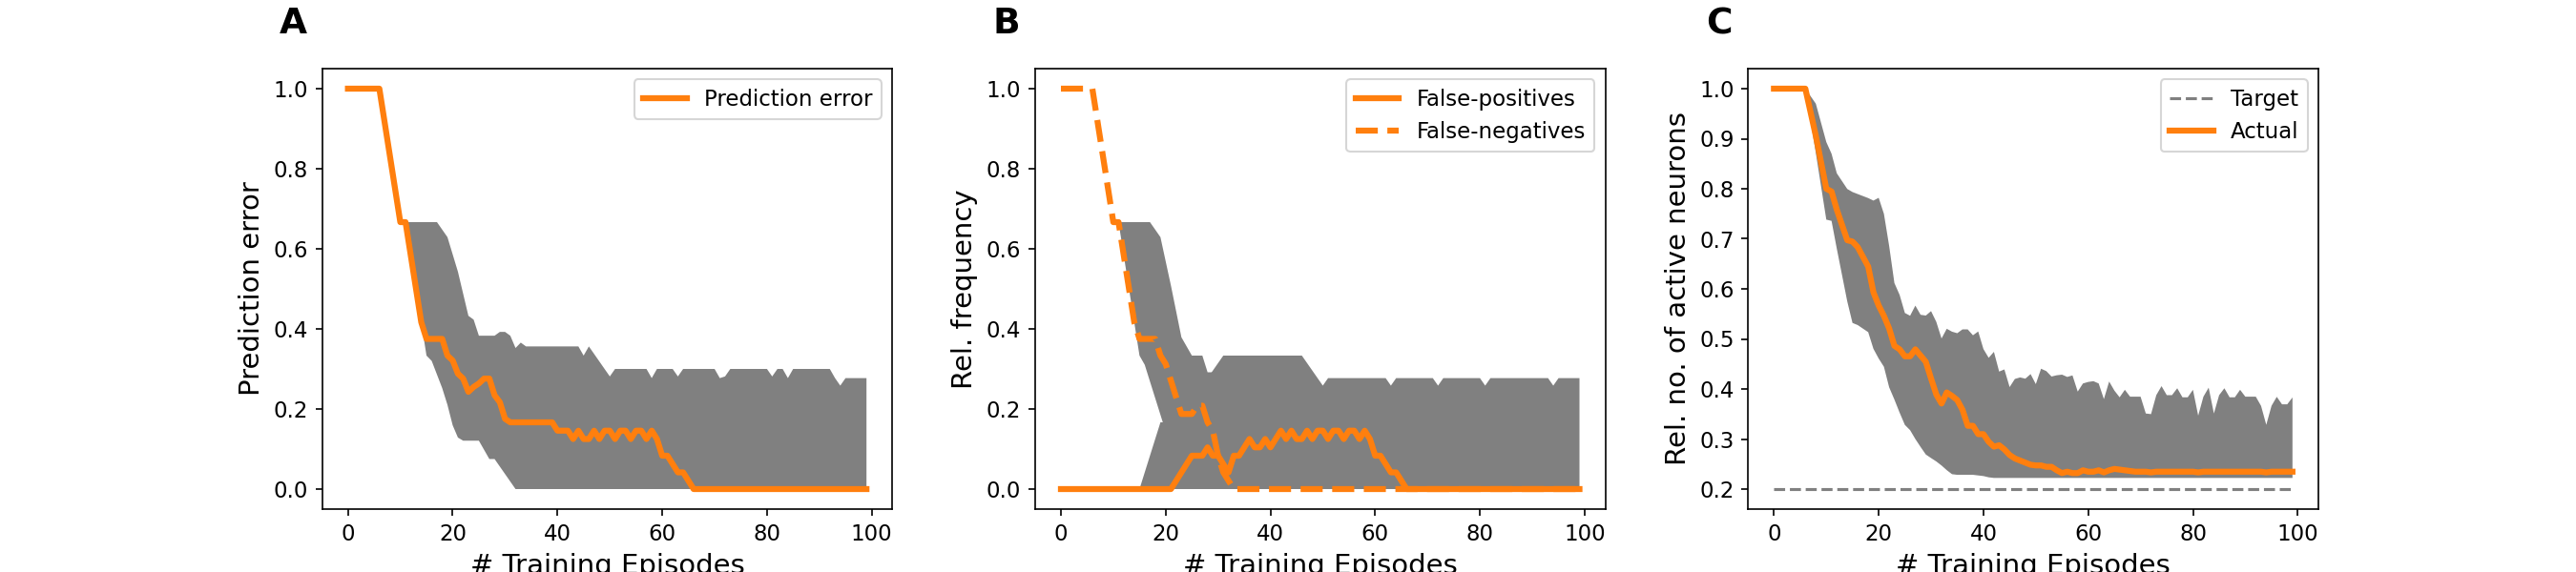 A
B
C
Prediction error
1.0
0.8
0.6
0.4
0.2
0.0
0 20 40 60 80 100
# Training Episodes
Prediction error
Rel. frequency
1.0
0.8
0.6
0.4
0.2
0.0
0 20 40 60 80 100
# Training Episodes
False-positives
False-negatives
Rel. no. of active neurons
1.0
0.9
0.8
0.7
0.6
0.5
0.4
0.3
0.2
0 20 40 60 80 100
# Training Episodes
Target
Actual